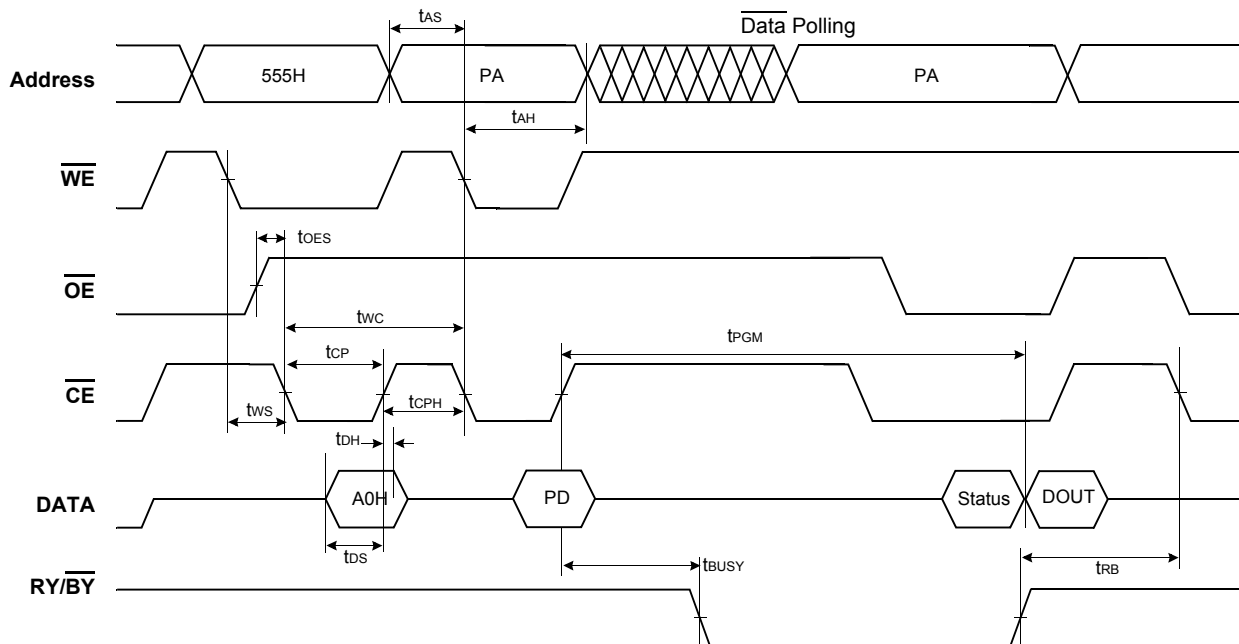 tAS
Data Polling
Address
555H
PA
PA
tAH
WE
tOES
OE
tWC
tPGM
tCP
CE
tCPH
tWS
tDH
DATA
A0H
PD
Status
DOUT
tDS
tBUSY
tRB
RY/BY